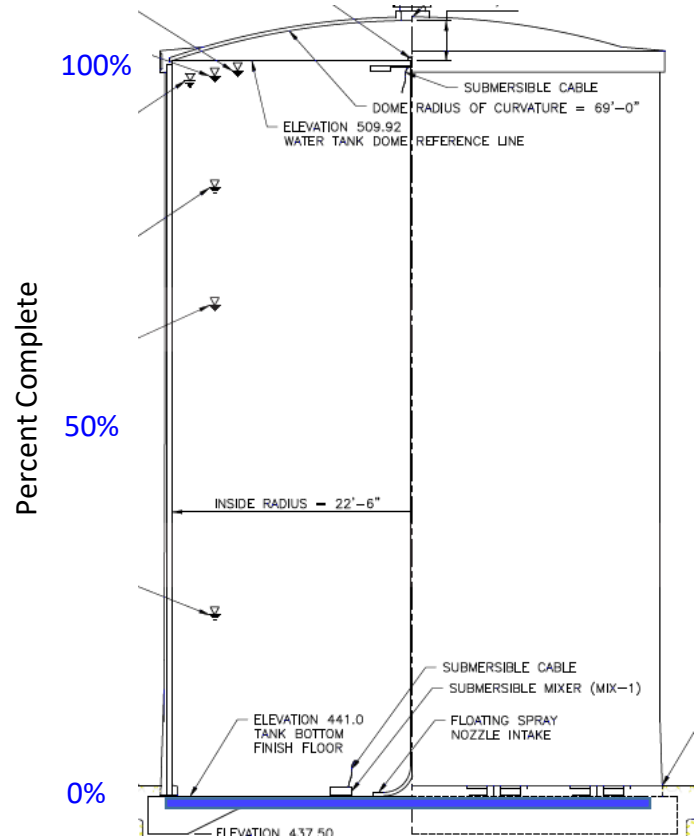 100%
SUBMERSIBLE CABLE
DOME RADIUS OF CURVATURE = 69'-0"
ELEVATION 509.92
WATER TANK DOME REFERENCE LINE
Percent Complete
50%
INSIDE RADIUS = 22'-6"
SUBMERSIBLE CABLE
SUBMERSIBLE MIXER (MIX-1)
ELEVATION 441.0
TANK BOTTOM
FINISH FLOOR
FLOATING SPRAY
NOZZLE INTAKE
0%
ELEVATION 437.50